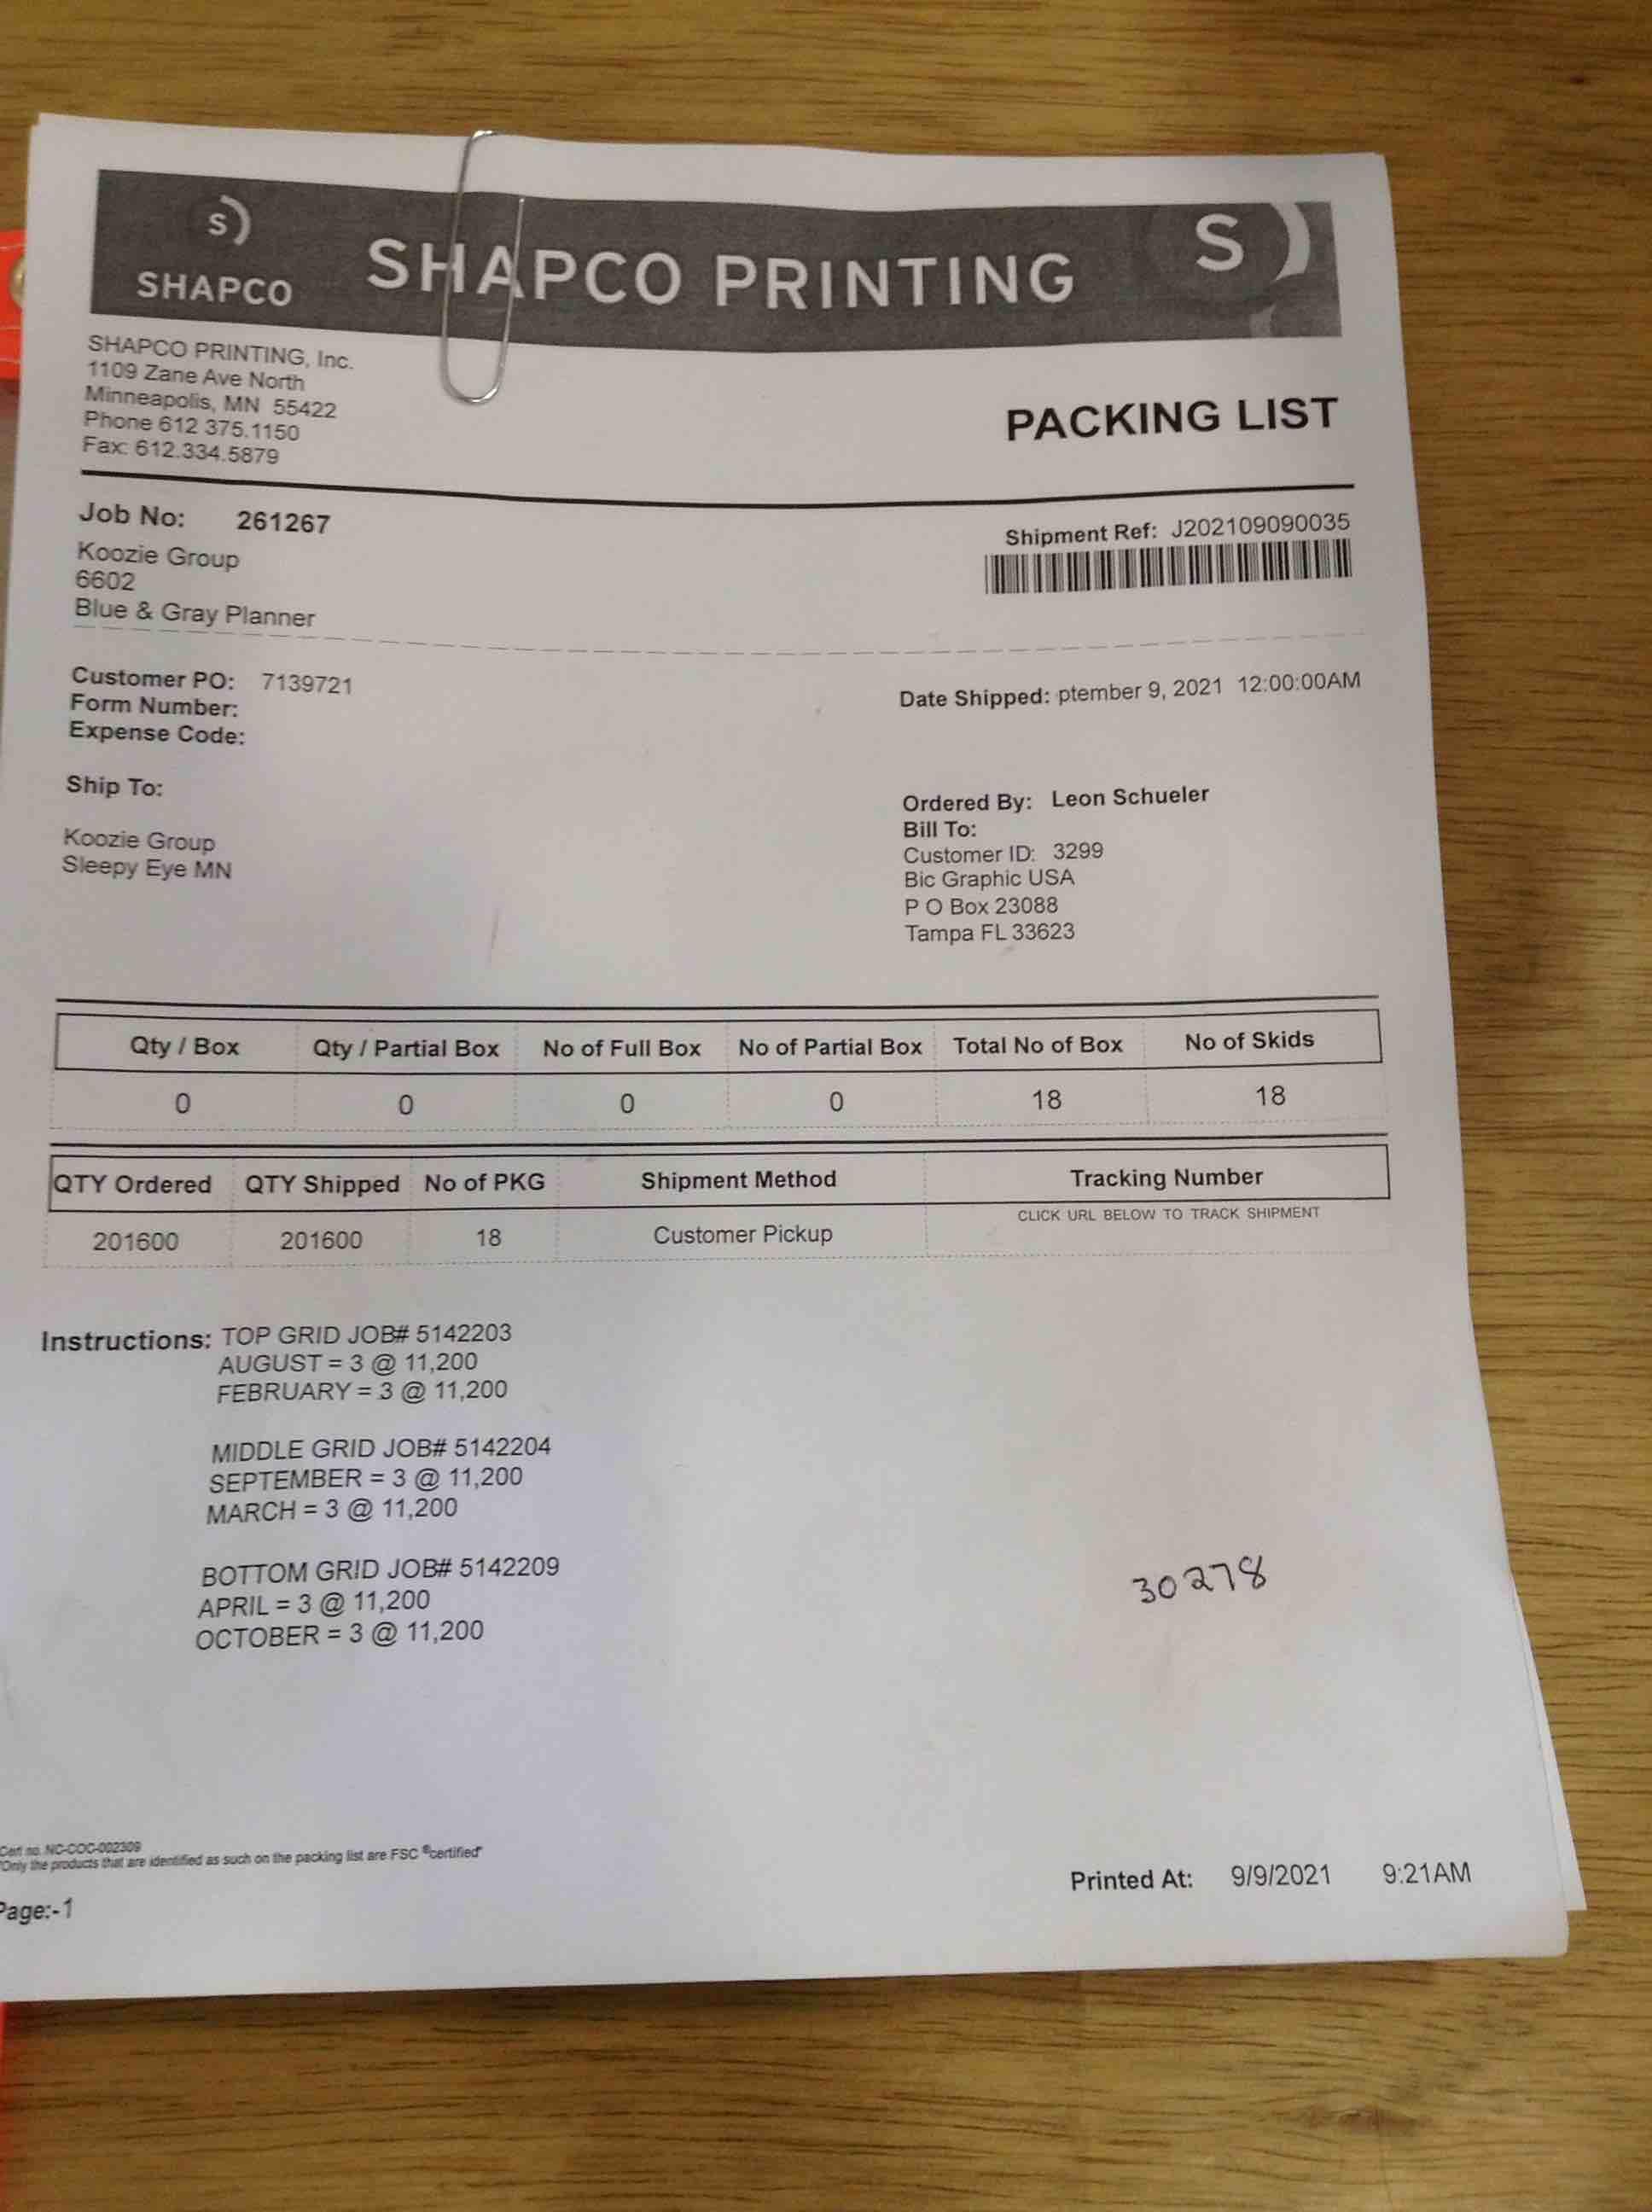 S)
SHAPCO
SHAPCO PRINTING
S)
SHAPCO PRINTING, Inc.
1109 Zane Ave North
Minneapolis, MN 55422
Phone 612 375.1150
Fax: 612.334.5879
PACKING LIST
Job No: 261267
Koozie Group
6602
Blue & Gray Planner
Shipment Ref: J202109090035
Customer PO: 7139721
Form Number:
Expense Code:
Date Shipped: ptember 9, 2021 12:00:00AM
Ship To:
Koozie Group
Sleepy Eye MN
Ordered By: Leon Schueler
Bill To:
Customer ID: 3299
Bic Graphic USA
P O Box 23088
Tampa FL 33623
Qty / Box Qty / Partial Box No of Full Box No of Partial Box Total No of Box No of Skids
0 0 0 0 18 18
QTY Ordered QTY Shipped No of PKG Shipment Method Tracking Number
CLICK URL BELOW TO TRACK SHIPMENT
201600 201600 18 Customer Pickup
Instructions: TOP GRID JOB# 5142203
AUGUST = 3 @ 11,200
FEBRUARY = 3 @ 11,200
MIDDLE GRID JOB# 5142204
SEPTEMBER = 3 @ 11,200
MARCH = 3 @ 11,200
BOTTOM GRID JOB# 5142209
APRIL = 3 @ 11,200
OCTOBER = 3 @ 11,200
30278
Cert no. NC-COC-002309
"Only the products that are identified as such on the packing list are FSC ®certified"
Page:-1
Printed At: 9/9/2021 9:21AM